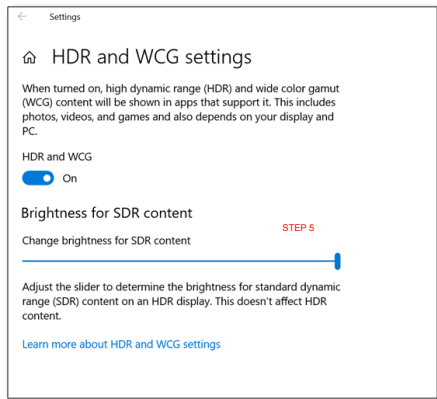 Settings
HDR and WCG settings
When turned on, high dynamic range (HDR) and wide color gamut
(WCG) content will be shown in apps that support it. This includes
photos, videos, and games and also depends on your display and
PC.
HDR and WCG
On
Brightness for SDR content
STEP 5
Change brightness for SDR content
Adjust the slider to determine the brightness for standard dynamic
range (SDR) content on an HDR display. This doesn't affect HDR
content.
Learn more about HDR and WCG settings